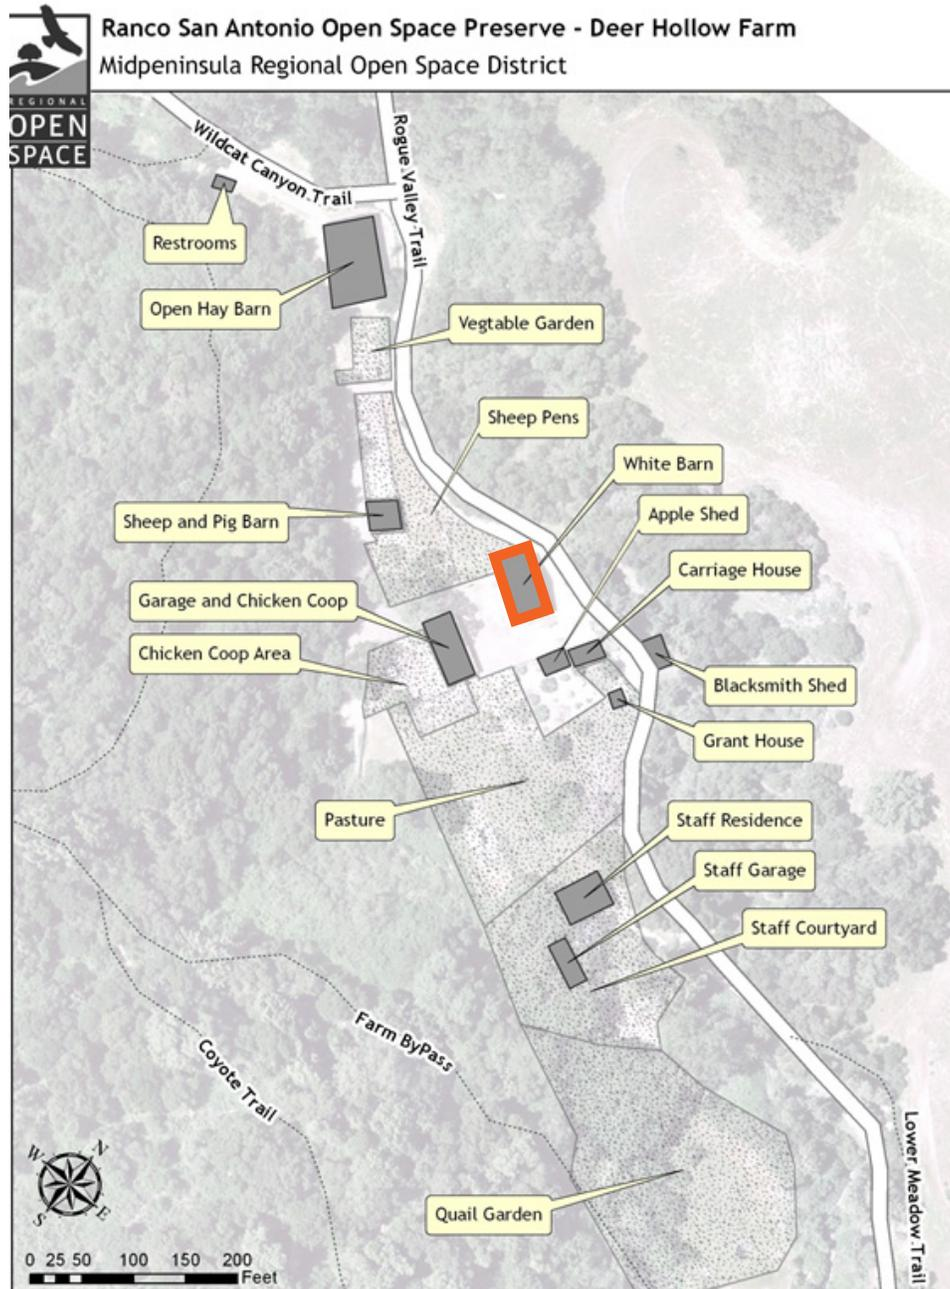 Ranco San Antonio Open Space Preserve - Deer Hollow Farm
Midpeninsula Regional Open Space District
REGIONAL
OPEN
SPACE
Wildcat Canyon Trail
Rogue Valley Trail
Restrooms
Open Hay Barn
Vegtable Garden
Sheep Pens
White Barn
Sheep and Pig Barn
Apple Shed
Carriage House
Garage and Chicken Coop
Chicken Coop Area
Blacksmith Shed
Grant House
Pasture
Staff Residence
Staff Garage
Staff Courtyard
Farm ByPass
Coyote Trail
Lower Meadow Trail
Quail Garden
N
W
E
S
0 25 50 100 150 200
Feet